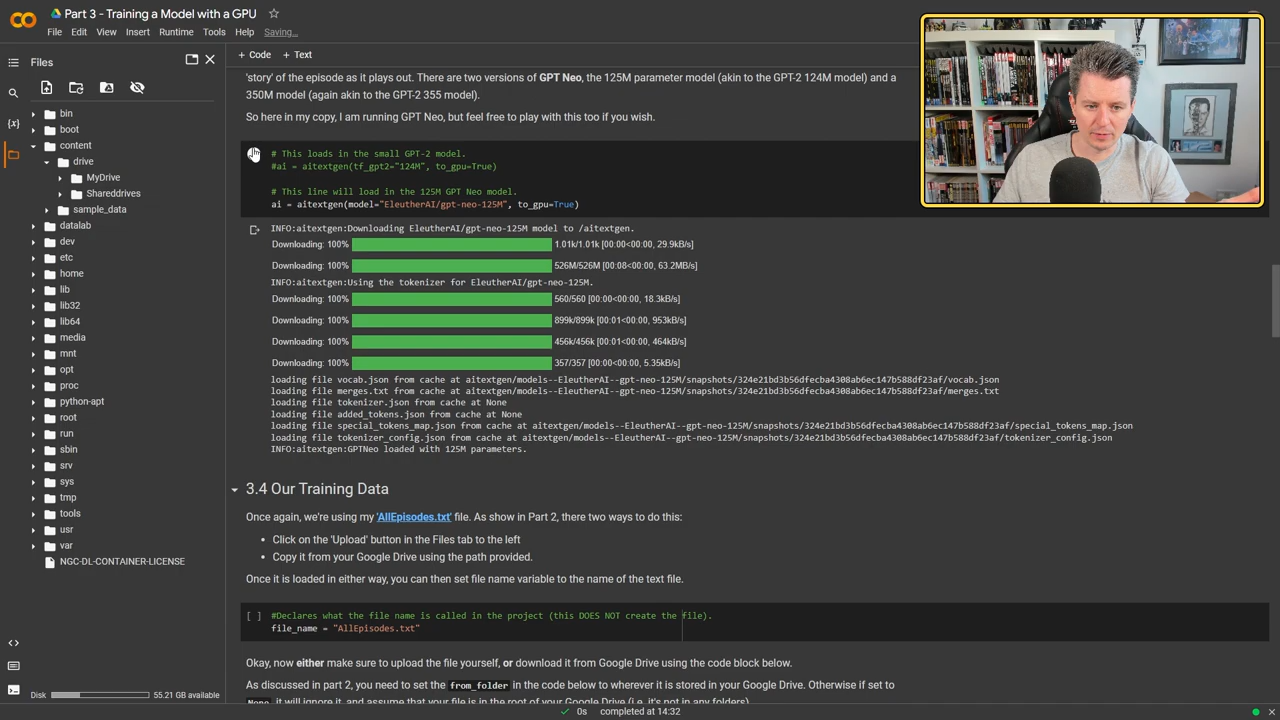 Part 3 - Training a Model with a GPU
File Edit View Insert Runtime Tools Help Saving...
Files
bin
boot
content
drive
MyDrive
Shareddrives
sample_data
datalab
dev
etc
home
lib
lib32
lib64
media
mnt
opt
proc
python-apt
root
run
sbin
srv
sys
tmp
tools
usr
var
NGC-DL-CONTAINER-LICENSE
Disk 55.21 GB available
+ Code + Text
'story' of the episode as it plays out. There are two versions of GPT Neo, the 125M parameter model (akin to the GPT-2 124M model) and a
350M model (again akin to the GPT-2 355 model).
So here in my copy, I am running GPT Neo, but feel free to play with this too if you wish.
# This loads in the small GPT-2 model.
#ai = aitextgen(tf_gpt2="124M", to_gpu=True)
# This line will load in the 125M GPT Neo model.
ai = aitextgen(model="EleutherAI/gpt-neo-125M", to_gpu=True)
INFO:aitextgen:Downloading EleutherAI/gpt-neo-125M model to /aitextgen.
Downloading: 100% 1.01k/1.01k [00:00<00:00, 29.9kB/s]
Downloading: 100% 526M/526M [00:08<00:00, 63.2MB/s]
INFO:aitextgen:Using the tokenizer for EleutherAI/gpt-neo-125M.
Downloading: 100% 560/560 [00:00<00:00, 18.3kB/s]
Downloading: 100% 899k/899k [00:01<00:00, 953kB/s]
Downloading: 100% 456k/456k [00:01<00:00, 464kB/s]
Downloading: 100% 357/357 [00:00<00:00, 5.35kB/s]
loading file vocab.json from cache at aitextgen/models--EleutherAI--gpt-neo-125M/snapshots/324e21bd3b56dfecba4308ab6ec147b588df23af/vocab.json
loading file merges.txt from cache at aitextgen/models--EleutherAI--gpt-neo-125M/snapshots/324e21bd3b56dfecba4308ab6ec147b588df23af/merges.txt
loading file tokenizer.json from cache at None
loading file added_tokens.json from cache at None
loading file special_tokens_map.json from cache at aitextgen/models--EleutherAI--gpt-neo-125M/snapshots/324e21bd3b56dfecba4308ab6ec147b588df23af/special_tokens_map.json
loading file tokenizer_config.json from cache at aitextgen/models--EleutherAI--gpt-neo-125M/snapshots/324e21bd3b56dfecba4308ab6ec147b588df23af/tokenizer_config.json
INFO:aitextgen:GPTNeo loaded with 125M parameters.
3.4 Our Training Data
Once again, we're using my 'AllEpisodes.txt' file. As show in Part 2, there two ways to do this:
• Click on the 'Upload' button in the Files tab to the left
• Copy it from your Google Drive using the path provided.
Once it is loaded in either way, you can then set file name variable to the name of the text file.
[ ] #Declares what the file name is called in the project (this DOES NOT create the file).
file_name = "AllEpisodes.txt"
Okay, now either make sure to upload the file yourself, or download it from Google Drive using the code block below.
As discussed in part 2, you need to set the from_folder in the code below to wherever it is stored in your Google Drive. Otherwise if set to
None, it will ignore it, and assume that your file is in the root of your Google Drive (i.e. it's not in any folders)
0s completed at 14:32